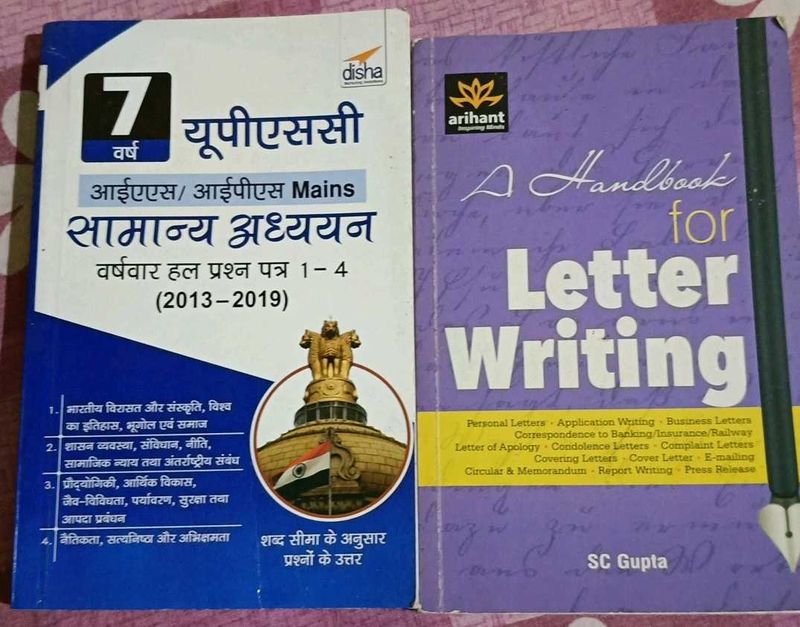 disha
7
वर्ष
यूपीएससी
आईएएस/ आईपीएस Mains
सामान्य अध्ययन
वर्षवार हल प्रश्न पत्र 1-4
(2013-2019)
1. भारतीय विरासत और संस्कृति, विश्व
का इतिहास, भूगोल एवं समाज
2. शासन व्यवस्था, संविधान, नीति,
सामाजिक न्याय तथा अंतर्राष्ट्रीय संबंध
3. प्रौद्योगिकी, आर्थिक विकास,
जैव-विविधता, पर्यावरण, सुरक्षा तथा
आपदा प्रबंधन
4. नैतिकता, सत्यनिष्ठा और अभिक्षमता
शब्द सीमा के अनुसार
प्रश्नों के उत्तर
arihant
Inspiring Minds
A Handbook
for
Letter
Writing
Personal Letters · Application Writing · Business Letters
Correspondence to Banking/Insurance/Railway
Letter of Apology · Condolence Letters · Complaint Letters
Covering Letters · Cover Letter · E-mailing
Circular & Memorandum · Report Writing · Press Release
SC Gupta